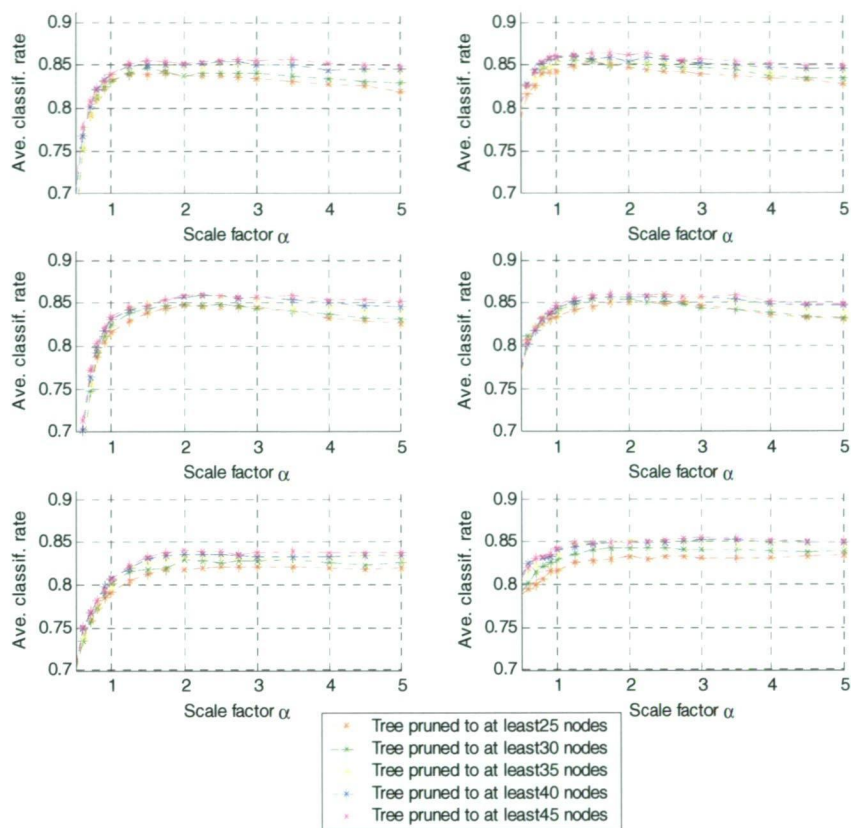 0.9 0.85 0.8 0.75 0.7
Ave. classif. rate
1 2 3 4 5
Scale factor α
0.9 0.85 0.8 0.75 0.7
Ave. classif. rate
1 2 3 4 5
Scale factor α
0.9 0.85 0.8 0.75 0.7
Ave. classif. rate
1 2 3 4 5
Scale factor α
0.9 0.85 0.8 0.75 0.7
Ave. classif. rate
1 2 3 4 5
Scale factor α
0.9 0.85 0.8 0.75 0.7
Ave. classif. rate
1 2 3 4 5
Scale factor α
0.9 0.85 0.8 0.75 0.7
Ave. classif. rate
1 2 3 4 5
Scale factor α
Tree pruned to at least25 nodes
Tree pruned to at least30 nodes
Tree pruned to at least35 nodes
Tree pruned to at least40 nodes
Tree pruned to at least45 nodes